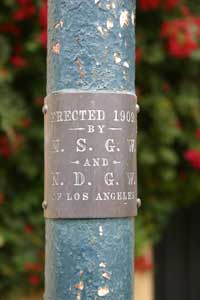 ERECTED 1902
BY
N. S. G. W.
AND
N. D. G. W.
OF LOS ANGELES